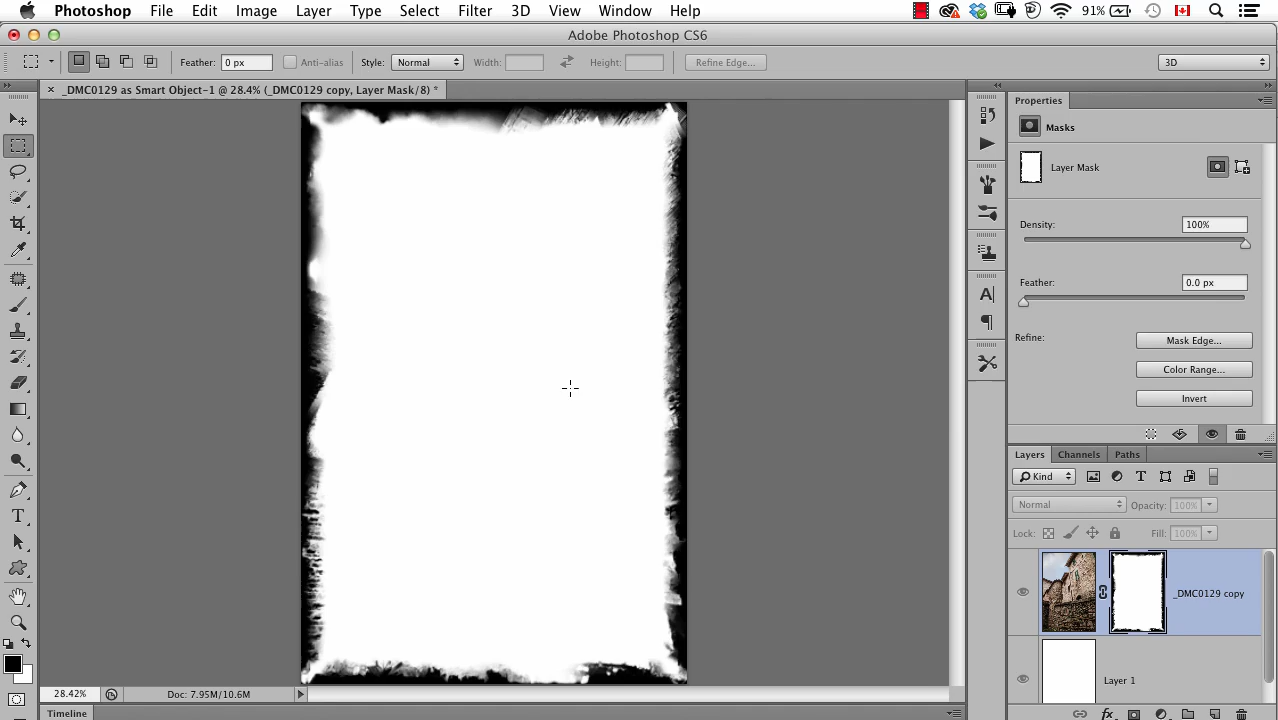 Photoshop File Edit Image Layer Type Select Filter 3D View Window Help 91%
Adobe Photoshop CS6
Feather: 0 px Anti-alias Style: Normal Width: Height: Refine Edge... 3D
_DMC0129 as Smart Object-1 @ 28.4% (_DMC0129 copy, Layer Mask/8) *
Properties
Masks
Layer Mask
Density: 100%
Feather: 0.0 px
Refine: Mask Edge...
Color Range...
Invert
Layers Channels Paths
Kind
Normal Opacity: 100%
Lock: Fill: 100%
_DMC0129 copy
Layer 1
28.42% Doc: 7.95M/10.6M
Timeline